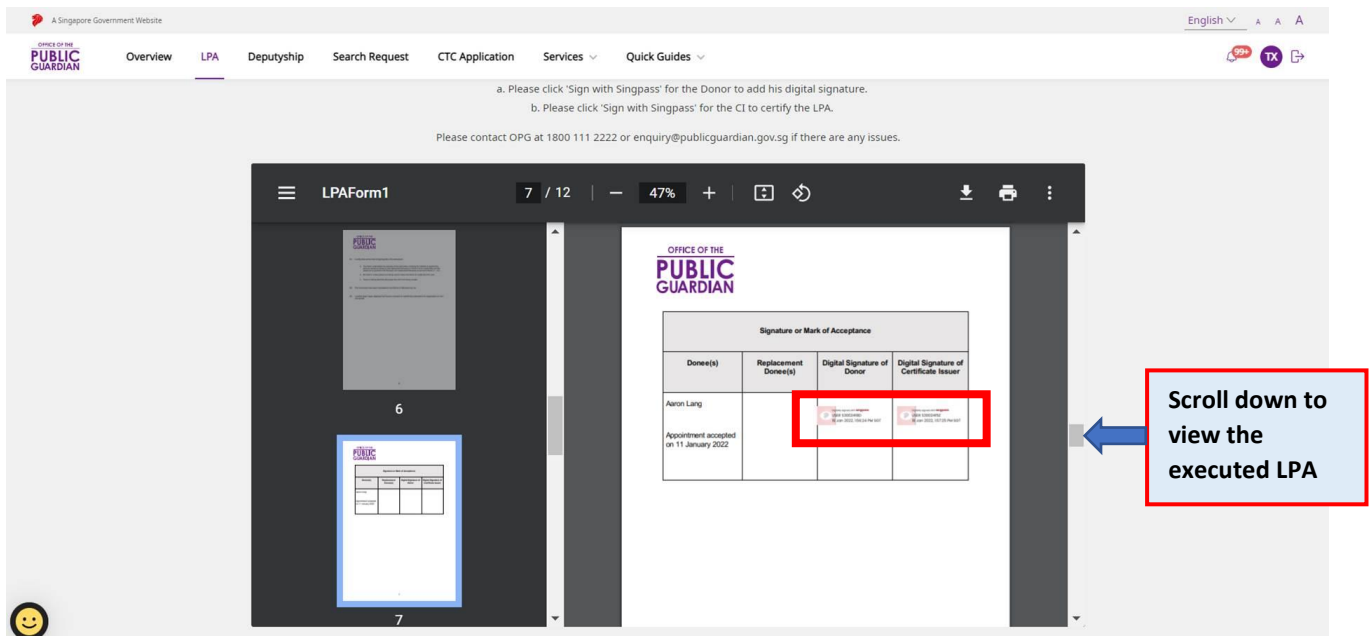 A Singapore Government Website
English
A A A
OFFICE OF THE
PUBLIC
GUARDIAN
Overview LPA Deputyship Search Request CTC Application Services Quick Guides
99+ TX
a. Please click 'Sign with Singpass' for the Donor to add his digital signature.
b. Please click 'Sign with Singpass' for the CI to certify the LPA.
Please contact OPG at 1800 111 2222 or enquiry@publicguardian.gov.sg if there are any issues.
LPAForm1 7 / 12 47%
PUBLIC
GUARDIAN
6
PUBLIC
GUARDIAN
7
OFFICE OF THE
PUBLIC
GUARDIAN
Signature or Mark of Acceptance
Donee(s) Replacement Donee(s) Digital Signature of Donor Digital Signature of Certificate Issuer
Aaron Lang
Appointment accepted
on 11 January 2022
Scroll down to
view the
executed LPA